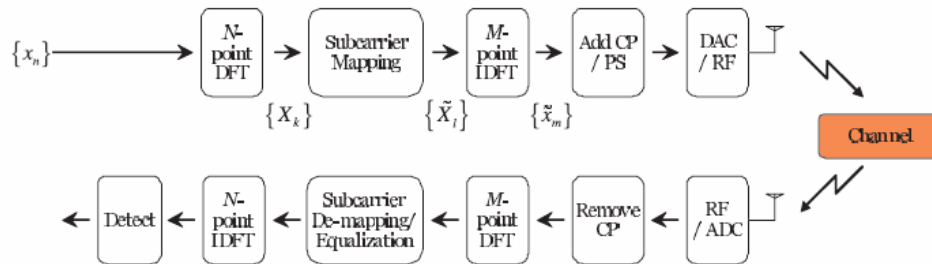 {x_n}
N-
point
DFT
Subcarrier
Mapping
M-
point
IDFT
Add CP
/ PS
DAC
/ RF
{X_k}
{X̃_l}
{x̃_m}
Channel
Detect
N-
point
IDFT
Subcarrier
De-mapping/
Equalization
M-
point
DFT
Remove
CP
RF
/ ADC